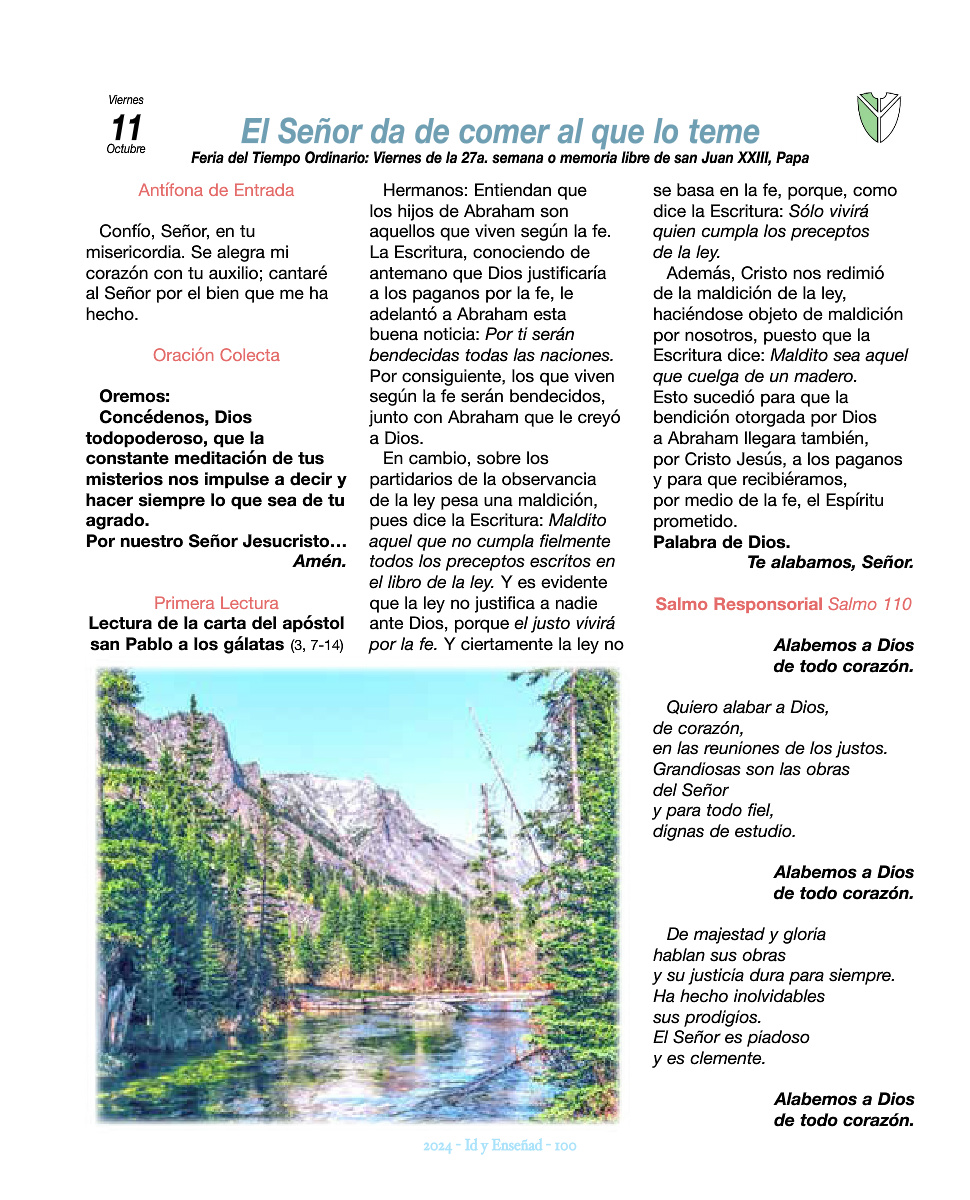 Viernes
11
Octubre
El Señor da de comer al que lo teme
Feria del Tiempo Ordinario: Viernes de la 27a. semana o memoria libre de san Juan XXIII, Papa
Antífona de Entrada
Confío, Señor, en tu
misericordia. Se alegra mi
corazón con tu auxilio; cantaré
al Señor por el bien que me ha
hecho.
Oración Colecta
Oremos:
Concédenos, Dios
todopoderoso, que la
constante meditación de tus
misterios nos impulse a decir y
hacer siempre lo que sea de tu
agrado.
Por nuestro Señor Jesucristo…
Amén.
Primera Lectura
Lectura de la carta del apóstol
san Pablo a los gálatas (3, 7-14)
Hermanos: Entiendan que
los hijos de Abraham son
aquellos que viven según la fe.
La Escritura, conociendo de
antemano que Dios justificaría
a los paganos por la fe, le
adelantó a Abraham esta
buena noticia: Por ti serán
bendecidas todas las naciones.
Por consiguiente, los que viven
según la fe serán bendecidos,
junto con Abraham que le creyó
a Dios.
En cambio, sobre los
partidarios de la observancia
de la ley pesa una maldición,
pues dice la Escritura: Maldito
aquel que no cumpla fielmente
todos los preceptos escritos en
el libro de la ley. Y es evidente
que la ley no justifica a nadie
ante Dios, porque el justo vivirá
por la fe. Y ciertamente la ley no
se basa en la fe, porque, como
dice la Escritura: Sólo vivirá
quien cumpla los preceptos
de la ley.
Además, Cristo nos redimió
de la maldición de la ley,
haciéndose objeto de maldición
por nosotros, puesto que la
Escritura dice: Maldito sea aquel
que cuelga de un madero.
Esto sucedió para que la
bendición otorgada por Dios
a Abraham llegara también,
por Cristo Jesús, a los paganos
y para que recibiéramos,
por medio de la fe, el Espíritu
prometido.
Palabra de Dios.
Te alabamos, Señor.
Salmo Responsorial Salmo 110
Alabemos a Dios
de todo corazón.
Quiero alabar a Dios,
de corazón,
en las reuniones de los justos.
Grandiosas son las obras
del Señor
y para todo fiel,
dignas de estudio.
Alabemos a Dios
de todo corazón.
De majestad y gloria
hablan sus obras
y su justicia dura para siempre.
Ha hecho inolvidables
sus prodigios.
El Señor es piadoso
y es clemente.
Alabemos a Dios
de todo corazón.
2024 - Id y Enseñad - 100